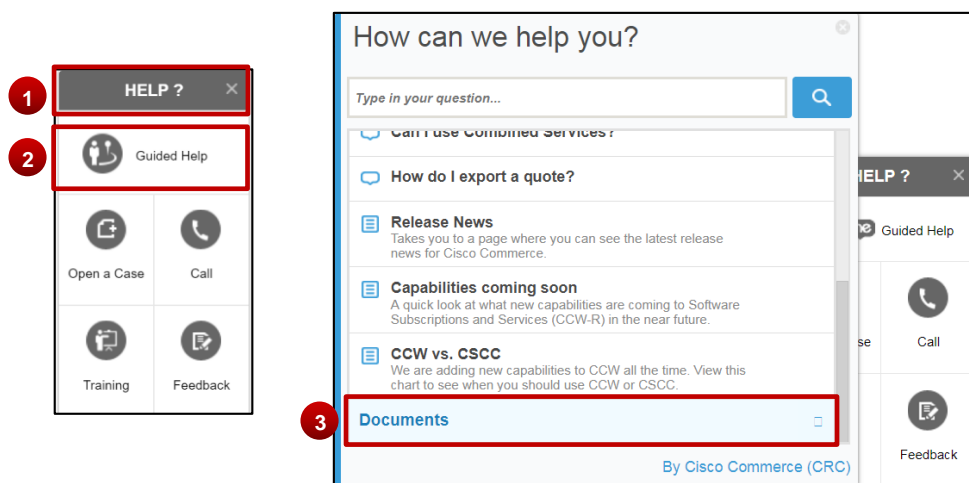 1
HELP ?
2
Guided Help
Open a Case
Call
Training
Feedback
How can we help you?
Type in your question...
Can I use Combined Services?
How do I export a quote?
Release News
Takes you to a page where you can see the latest release
news for Cisco Commerce.
Capabilities coming soon
A quick look at what new capabilities are coming to Software
Subscriptions and Services (CCW-R) in the near future.
CCW vs. CSCC
We are adding new capabilities to CCW all the time. View this
chart to see when you should use CCW or CSCC.
3
Documents
By Cisco Commerce (CRC)
HELP ?
Guided Help
se
Call
Feedback